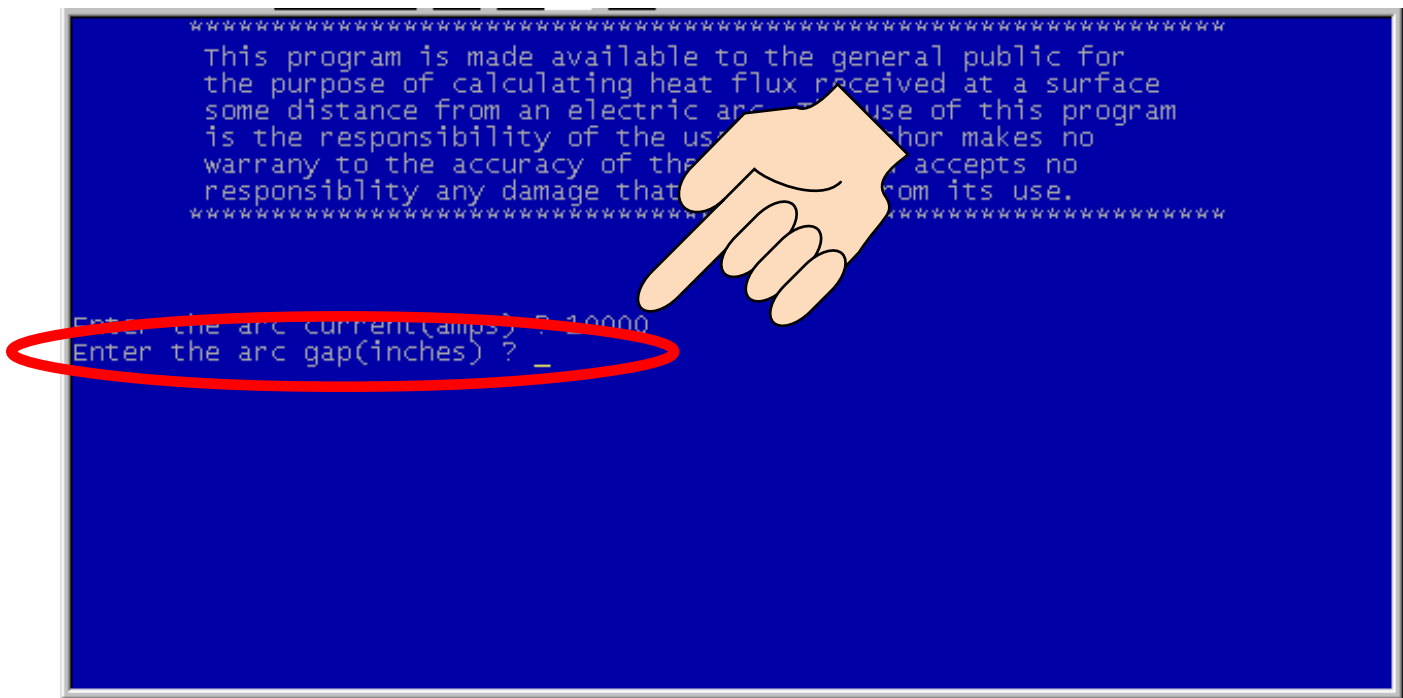 *****************************************************************
This program is made available to the general public for
the purpose of calculating heat flux received at a surface
some distance from an electric arc. use of this program
is the responsibility of the makes no
warrany to the accuracy of the accepts no
responsiblity any damage that its use.
*****************************************************************
Enter the arc current(amps) ? 10000
Enter the arc gap(inches) ? _